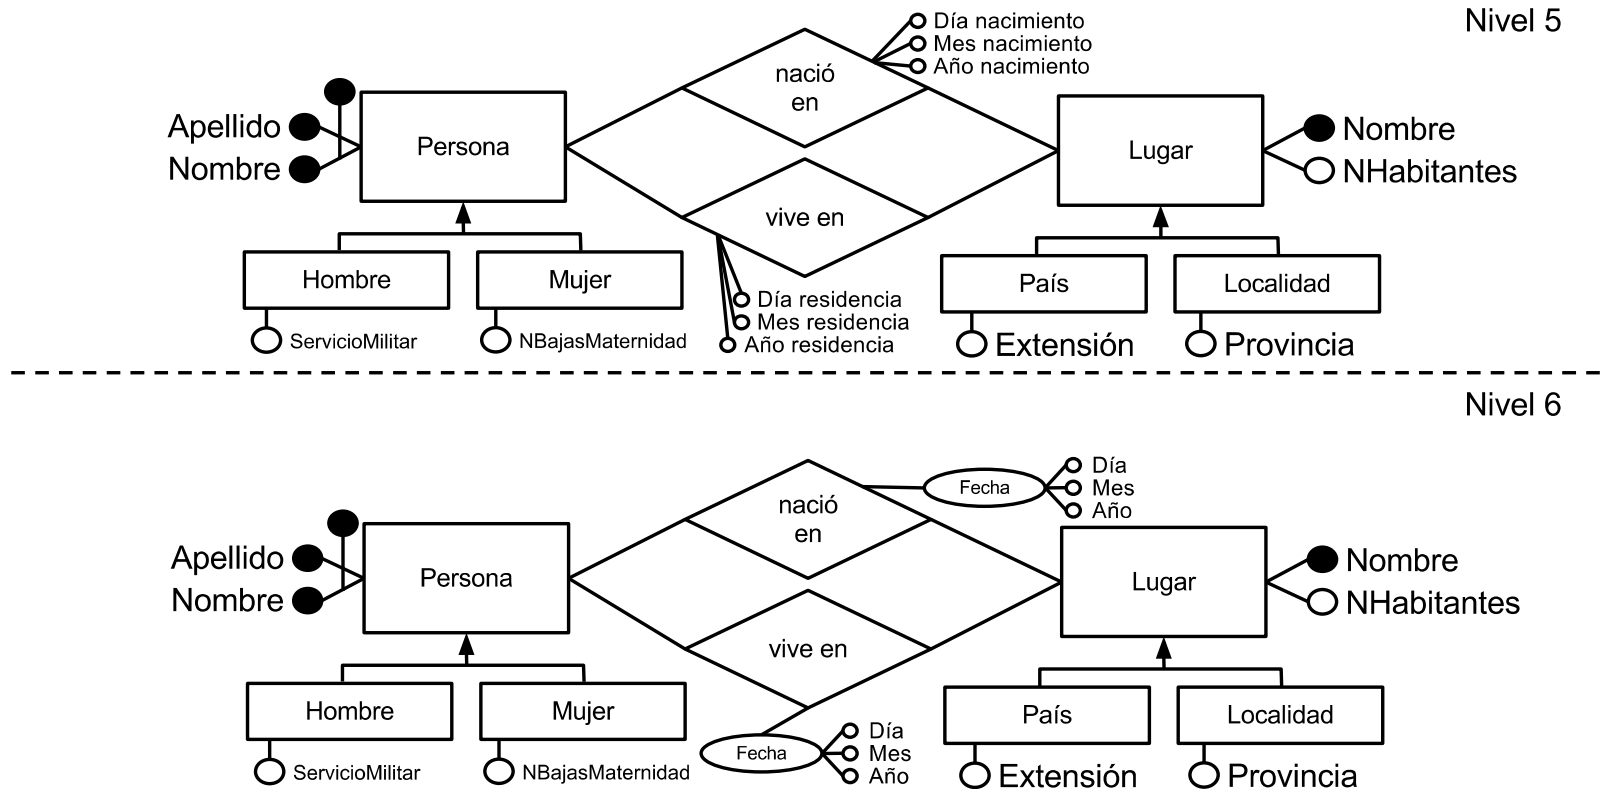 Nivel 5
Día nacimiento
Mes nacimiento
Año nacimiento
nació
en
Apellido
Nombre
Persona
Lugar
Nombre
NHabitantes
vive en
Hombre
Mujer
País
Localidad
Día residencia
Mes residencia
Año residencia
ServicioMilitar
NBajasMaternidad
Extensión
Provincia
Nivel 6
Fecha
Día
Mes
Año
nació
en
Apellido
Nombre
Persona
Lugar
Nombre
NHabitantes
vive en
Hombre
Mujer
País
Localidad
Fecha
Día
Mes
Año
ServicioMilitar
NBajasMaternidad
Extensión
Provincia